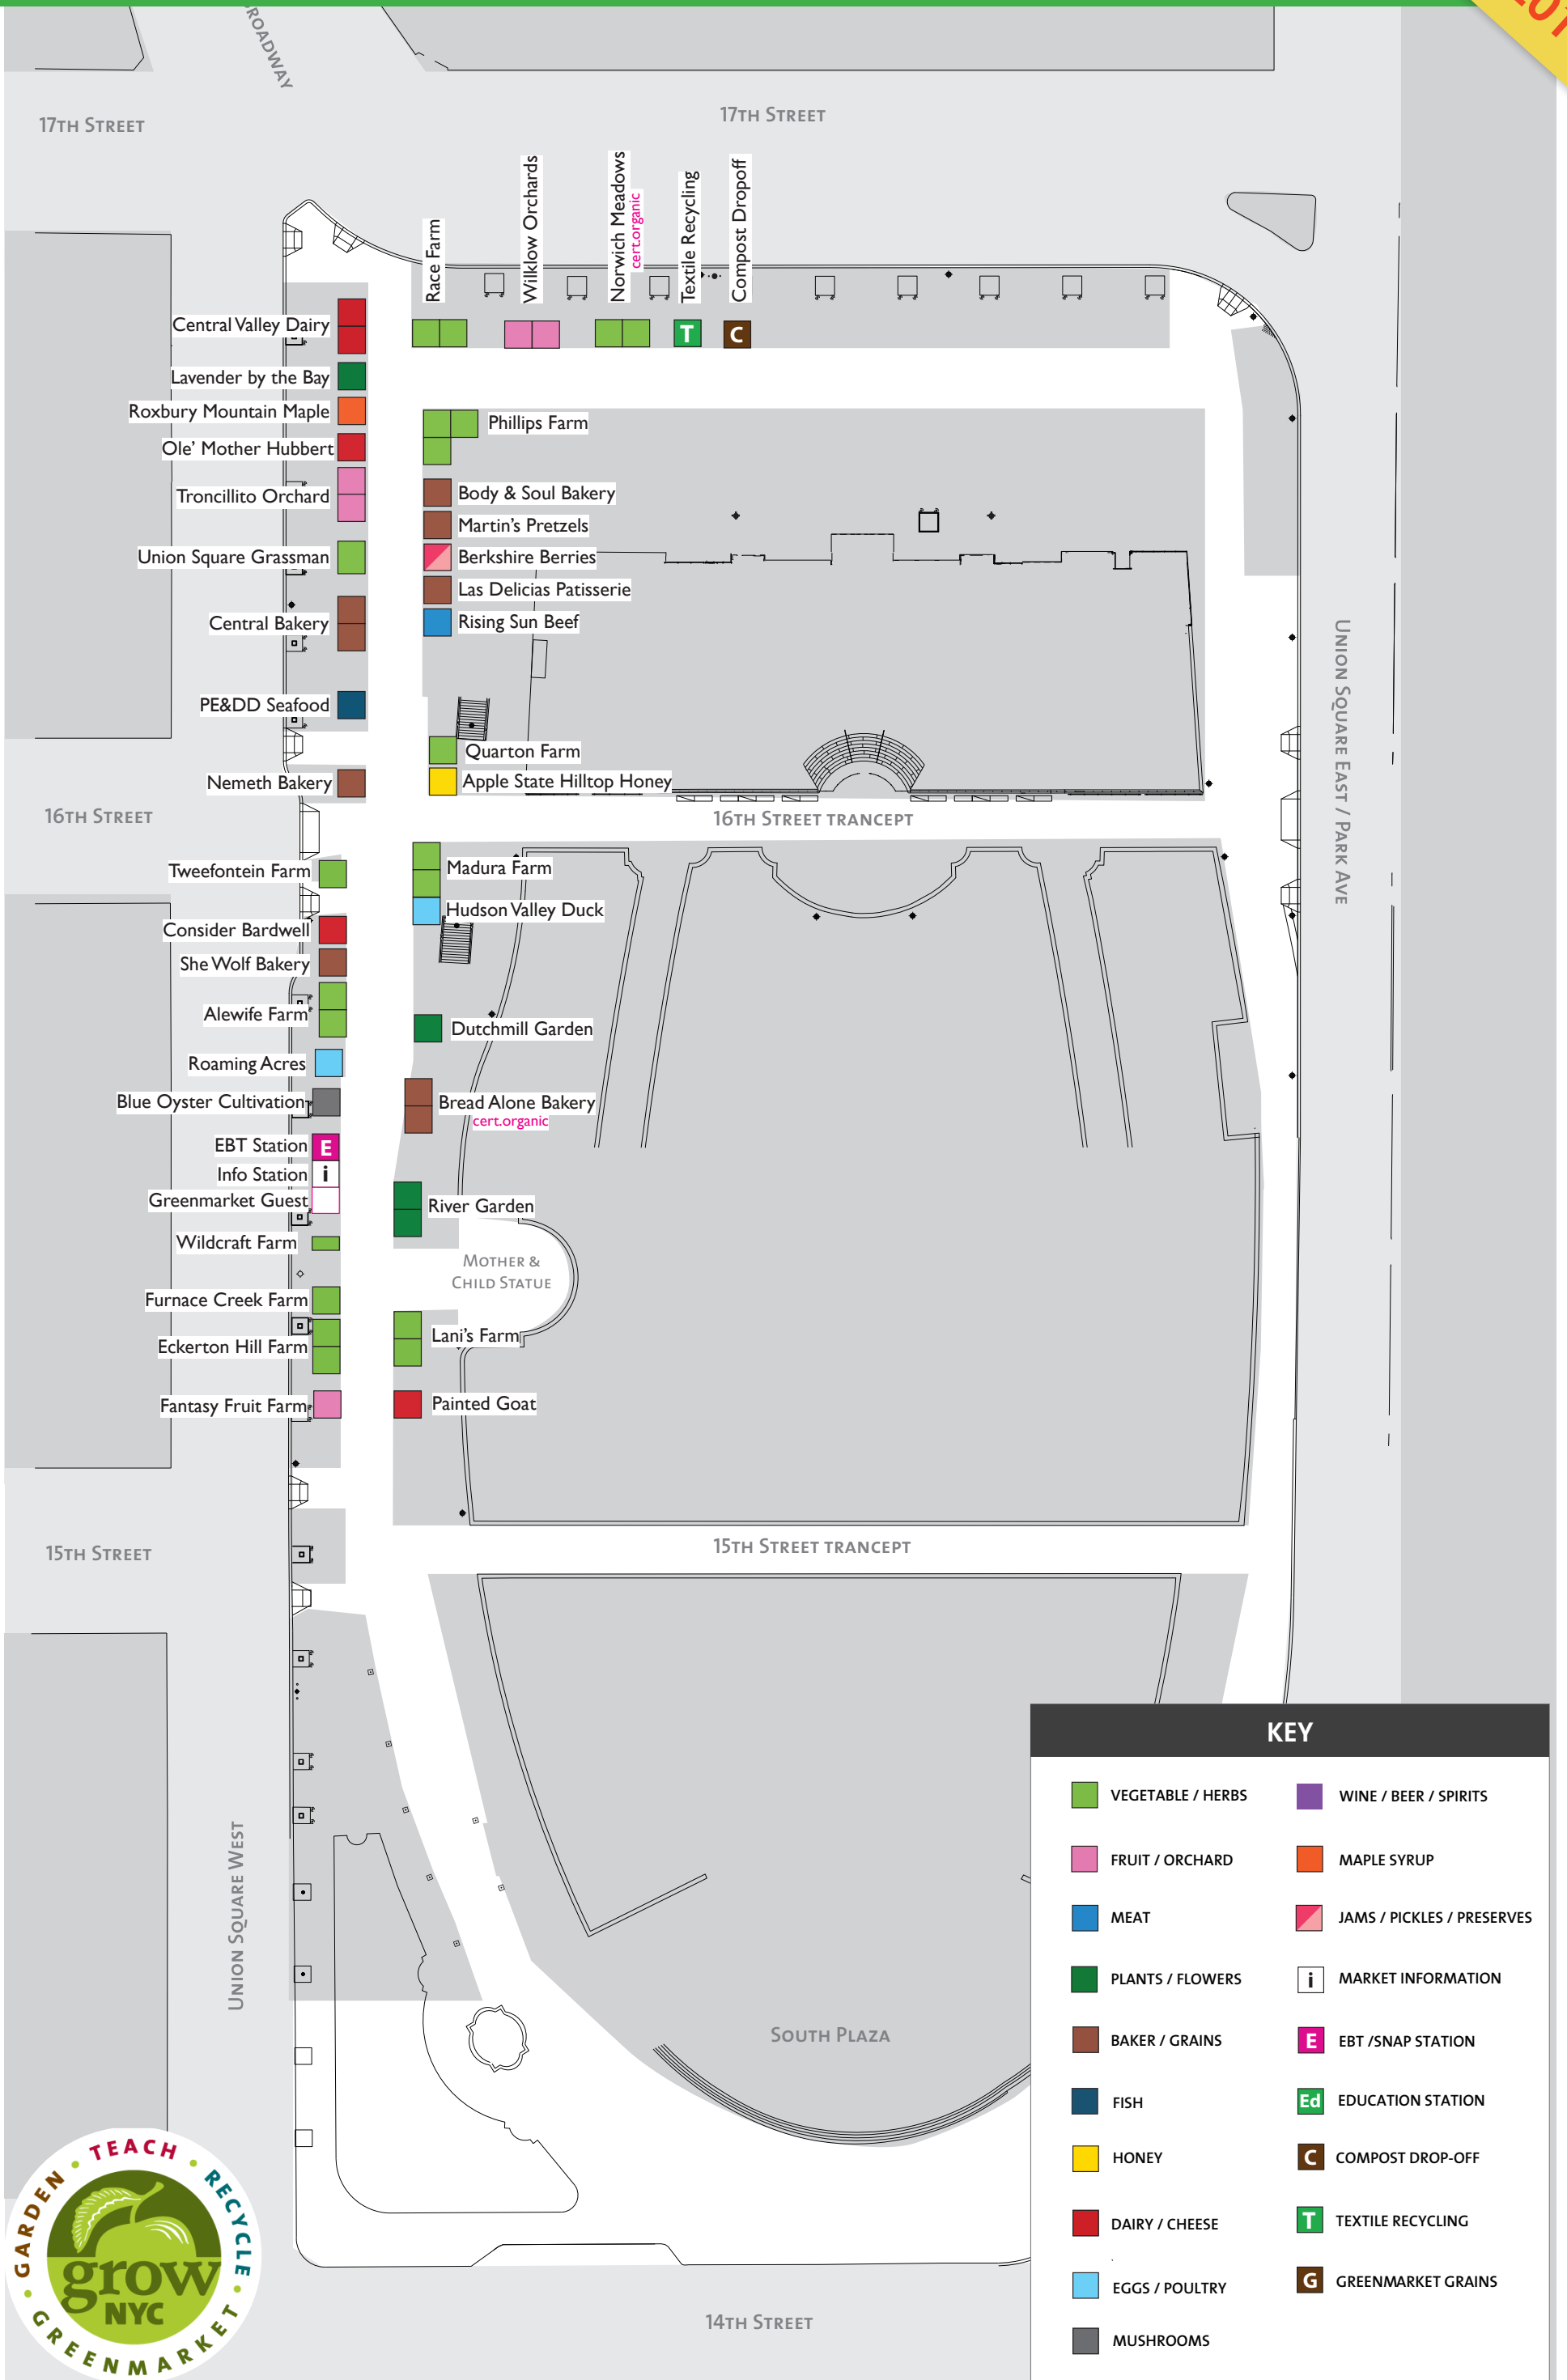 17th Street
17th Street
Race Farm
Wilklow Orchards
Norwich Meadows
cert.organic
Textile Recycling
Compost Dropoff
T
C
Central Valley Dairy
Lavender by the Bay
Roxbury Mountain Maple
Ole' Mother Hubbert
Troncillito Orchard
Union Square Grassman
Central Bakery
PE&DD Seafood
Nemeth Bakery
Phillips Farm
Body & Soul Bakery
Martin's Pretzels
Berkshire Berries
Las Delicias Patisserie
Rising Sun Beef
Quarton Farm
Apple State Hilltop Honey
Union Square East / Park Ave
16th Street
16th Street trancept
Tweefontein Farm
Consider Bardwell
She Wolf Bakery
Alewife Farm
Roaming Acres
Blue Oyster Cultivation
EBT Station
E
Info Station
i
Greenmarket Guest
Wildcraft Farm
Furnace Creek Farm
Eckerton Hill Farm
Fantasy Fruit Farm
Madura Farm
Hudson Valley Duck
Dutchmill Garden
Bread Alone Bakery
cert.organic
River Garden
Mother &
Child Statue
Lani's Farm
Painted Goat
15th Street
15th Street trancept
Union Square West
South Plaza
14th Street
KEY
VEGETABLE / HERBS
FRUIT / ORCHARD
MEAT
PLANTS / FLOWERS
BAKER / GRAINS
FISH
HONEY
DAIRY / CHEESE
EGGS / POULTRY
MUSHROOMS
WINE / BEER / SPIRITS
MAPLE SYRUP
JAMS / PICKLES / PRESERVES
i MARKET INFORMATION
E EBT /SNAP STATION
Ed EDUCATION STATION
C COMPOST DROP-OFF
T TEXTILE RECYCLING
G GREENMARKET GRAINS
GARDEN • TEACH • RECYCLE • GREENMARKET •
grow
NYC